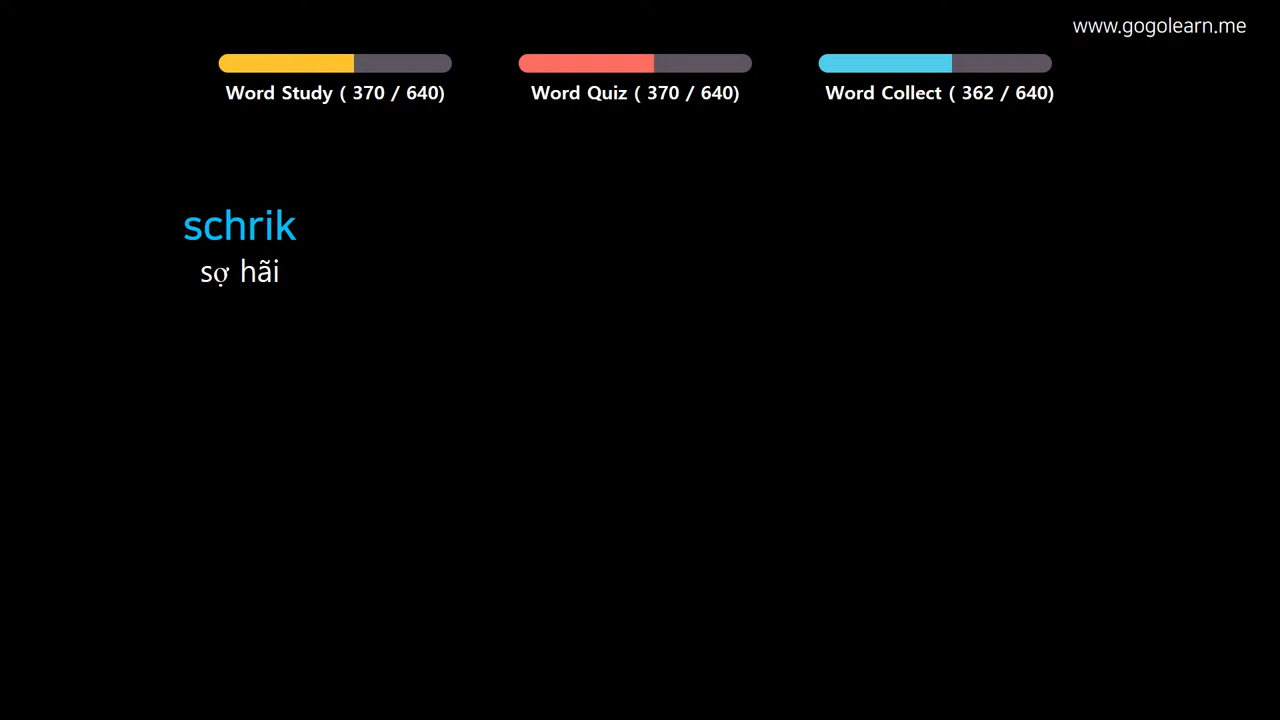 www.gogolearn.me
Word Study ( 370 / 640)
Word Quiz ( 370 / 640)
Word Collect ( 362 / 640)
schrik
sợ hãi